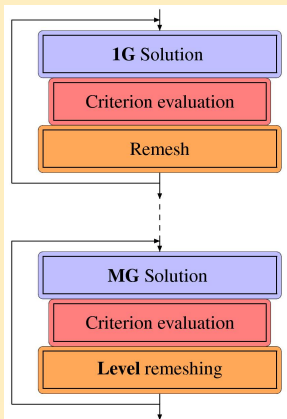 1G Solution
Criterion evaluation
Remesh
MG Solution
Criterion evaluation
Level remeshing